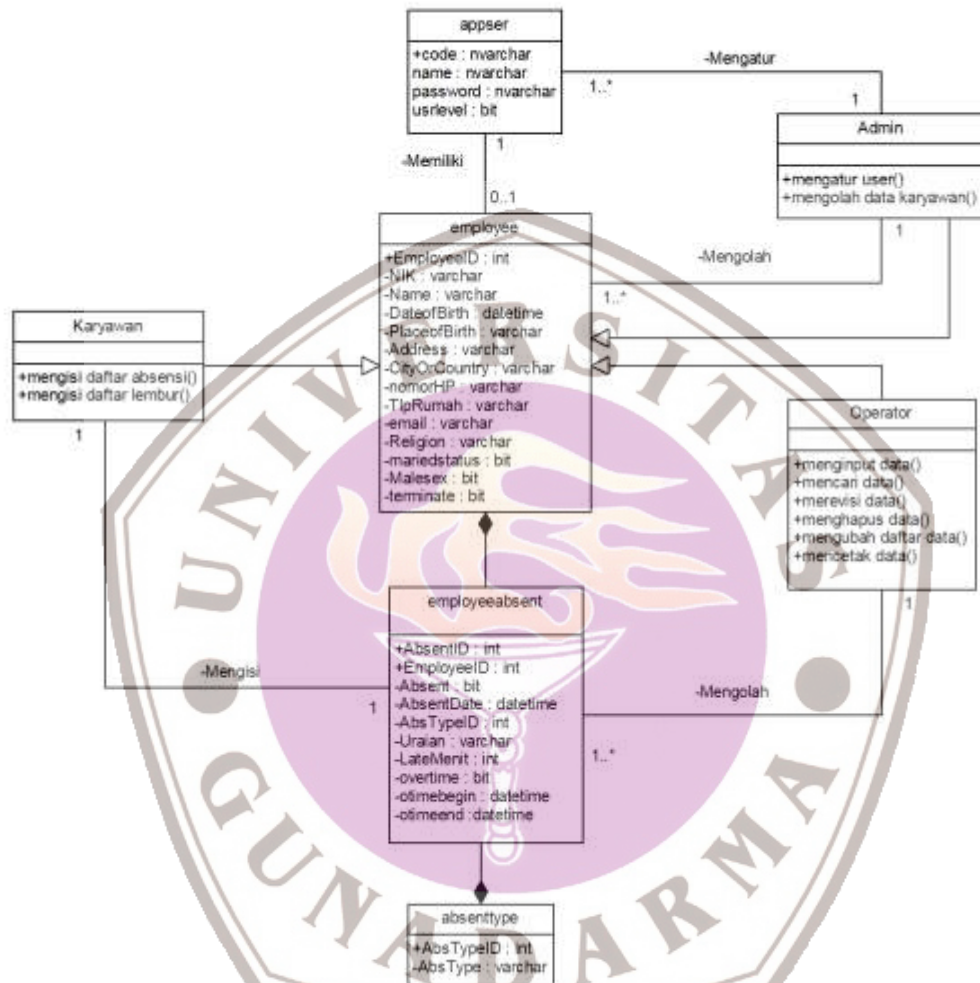 appser
+code : nvarchar
name : nvarchar
password : nvarchar
usrlevel : bit
-Mengatur
1..*
1
Admin
+mengatur user()
+mengolah data karyawan()
1
-Memiliki
0..1
employee
+EmployeeID : int
-NIK : varchar
-Name : varchar
-DateofBirth : datetime
-PlaceofBirth : varchar
-Address : varchar
-CityOrCountry : varchar
-nomorHP : varchar
-TlpRumah : varchar
-email : varchar
-Religion : varchar
-mariedstatus : bit
-Malesex : bit
-terminate : bit
-Mengolah
1
1..*
Karyawan
+mengisi daftar absensi()
+mengisi daftar lembur()
1
Operator
+menginput data()
+mencari data()
+merevisi data()
+menghapus data()
+mengubah daftar data()
+mencetak data()
1
employeeabsent
+AbsentID : int
+EmployeeID : int
-Absent : bit
-AbsentDate : datetime
-AbsTypeID : int
-Uraian : varchar
-LateMenit : int
-overtime : bit
-otimebegin : datetime
-otimeend :datetime
-Mengisi
1
-Mengolah
1..*
absenttype
+AbsTypeID : int
-AbsType : varchar
UNIVERSITAS
GUNADARMA